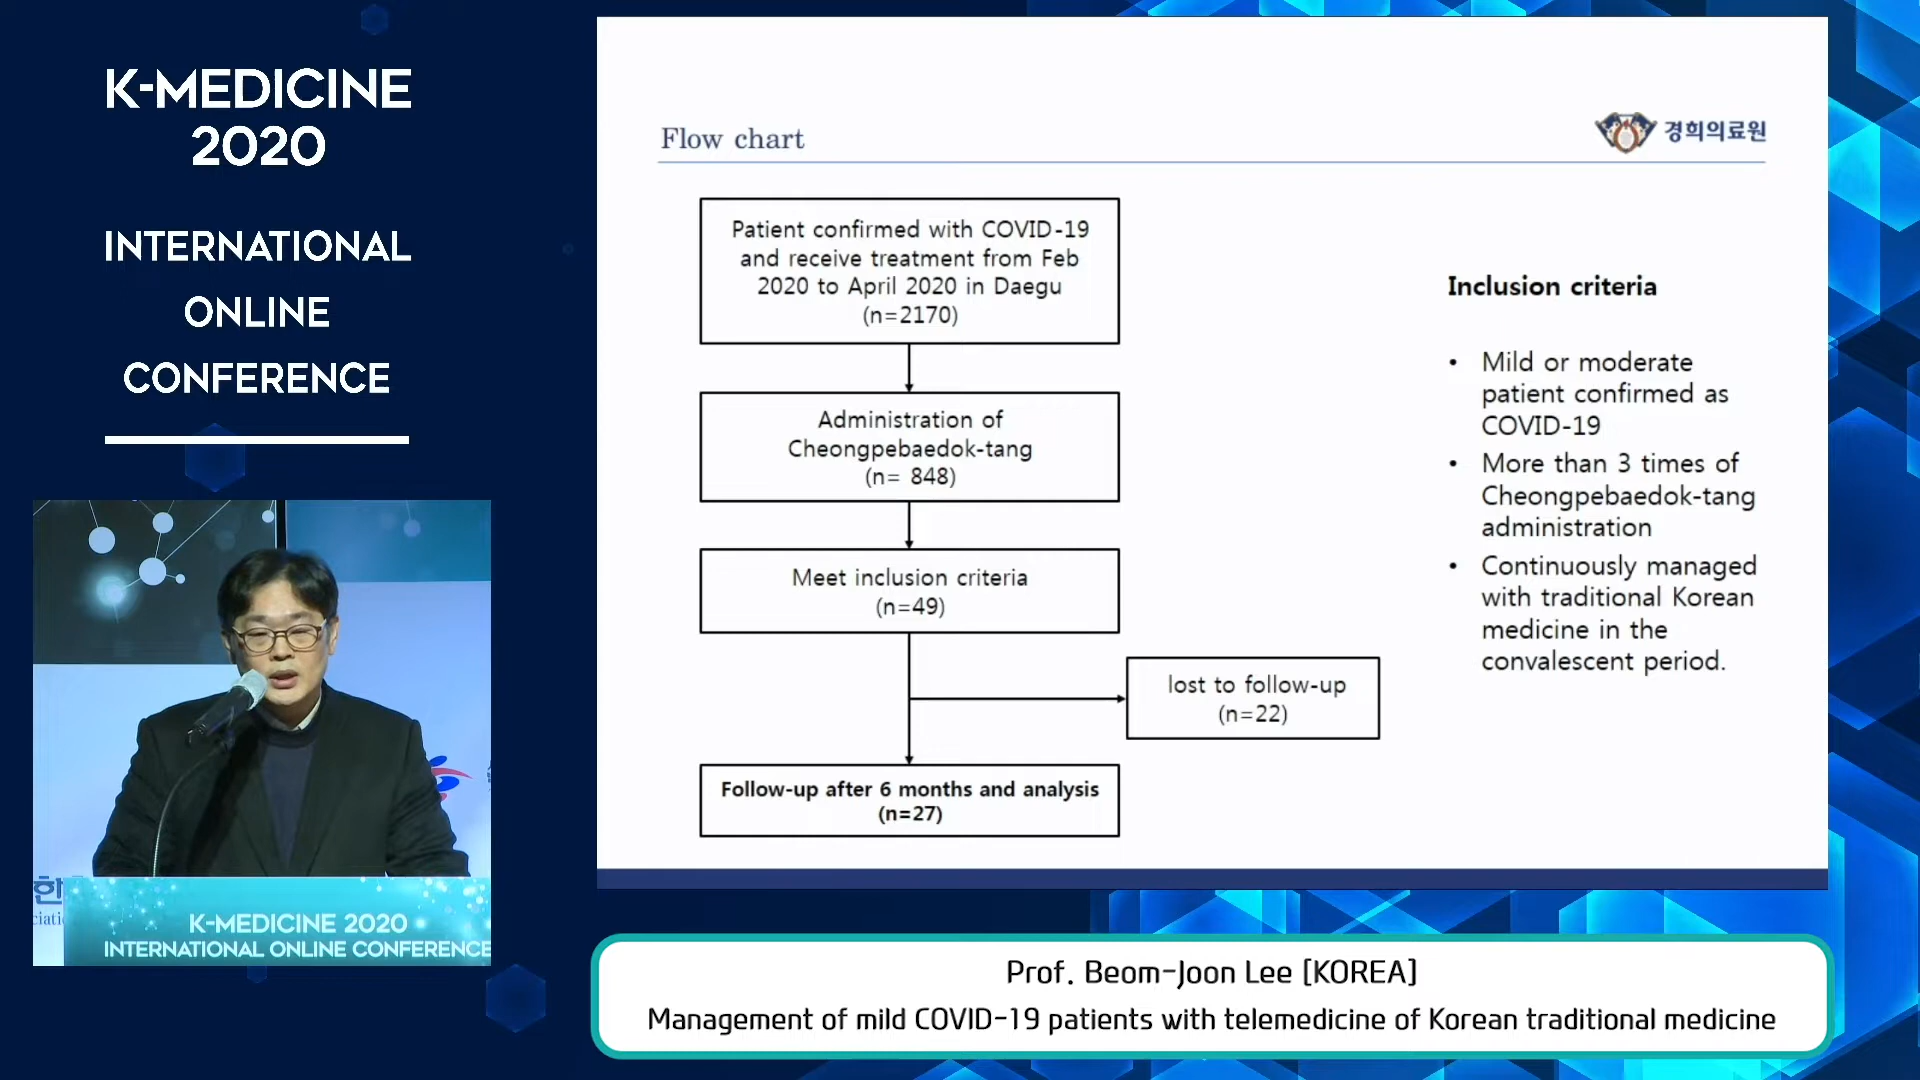 K-MEDICINE
2020
INTERNATIONAL
ONLINE
CONFERENCE
Flow chart
경희의료원
Patient confirmed with COVID-19
and receive treatment from Feb
2020 to April 2020 in Daegu
(n=2170)
Administration of
Cheongpebaedok-tang
(n= 848)
Meet inclusion criteria
(n=49)
lost to follow-up
(n=22)
Follow-up after 6 months and analysis
(n=27)
Inclusion criteria
• Mild or moderate
patient confirmed as
COVID-19
• More than 3 times of
Cheongpebaedok-tang
administration
• Continuously managed
with traditional Korean
medicine in the
convalescent period.
한
K-MEDICINE 2020
INTERNATIONAL ONLINE CONFERENCE
Prof. Beom-Joon Lee [KOREA]
Management of mild COVID-19 patients with telemedicine of Korean traditional medicine